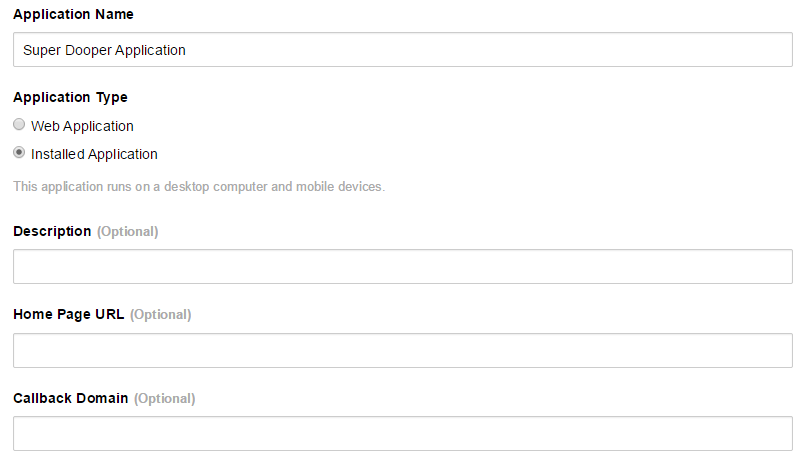 Application Name
Super Dooper Application
Application Type
Web Application
Installed Application
This application runs on a desktop computer and mobile devices.
Description (Optional)
Home Page URL (Optional)
Callback Domain (Optional)